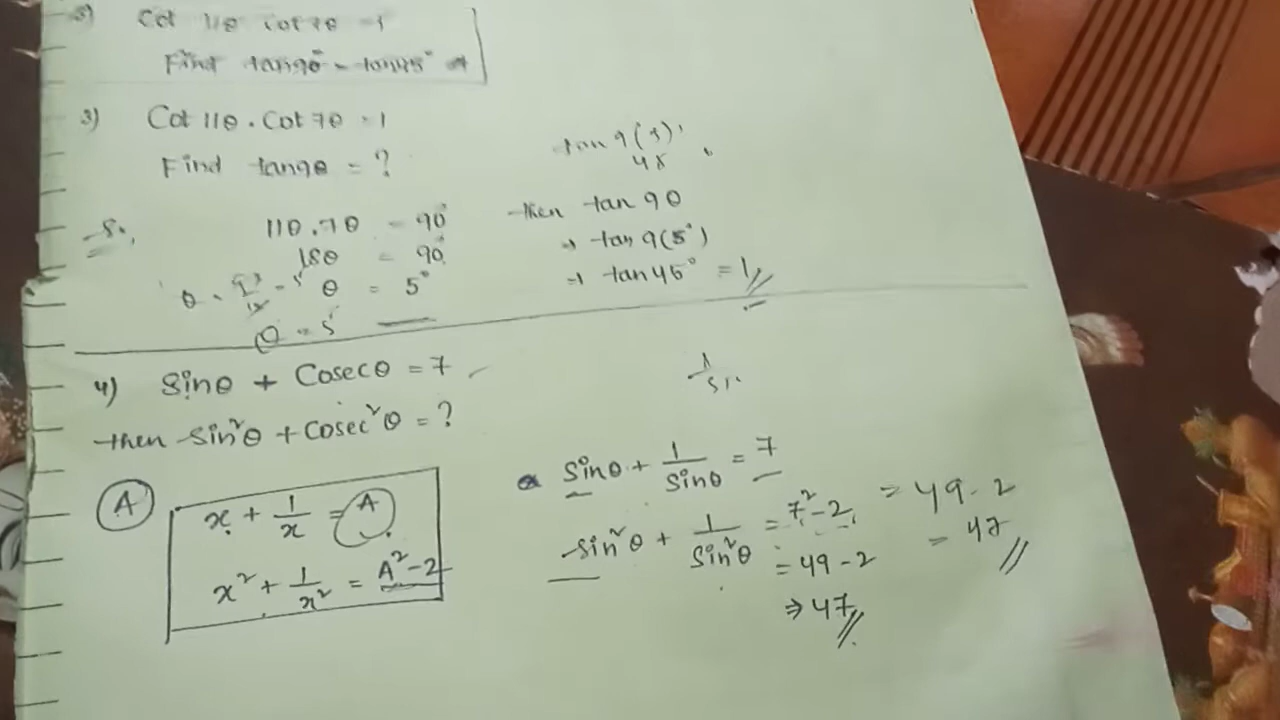 Cot 11θ Cot 7θ = 1
Find tan90° - tan45°
3) Cot 11θ . Cot 7θ = 1
Find tan9θ = ?
S.
11θ . 7θ = 90°
18θ = 90°
θ = 5°
θ = 5
tan 9(5)
45
then tan 9θ
⇒ tan 9(5°)
⇒ tan 45° = 1
4) Sinθ + Cosecθ = 7
then Sin²θ + Cosec²θ = ?
A
x + 1/x = A
x² + 1/x² = A² - 2
Sinθ + 1/Sinθ = 7
Sin²θ + 1/Sin²θ = 7² - 2 = 49 - 2
= 49 - 2 = 47
⇒ 47